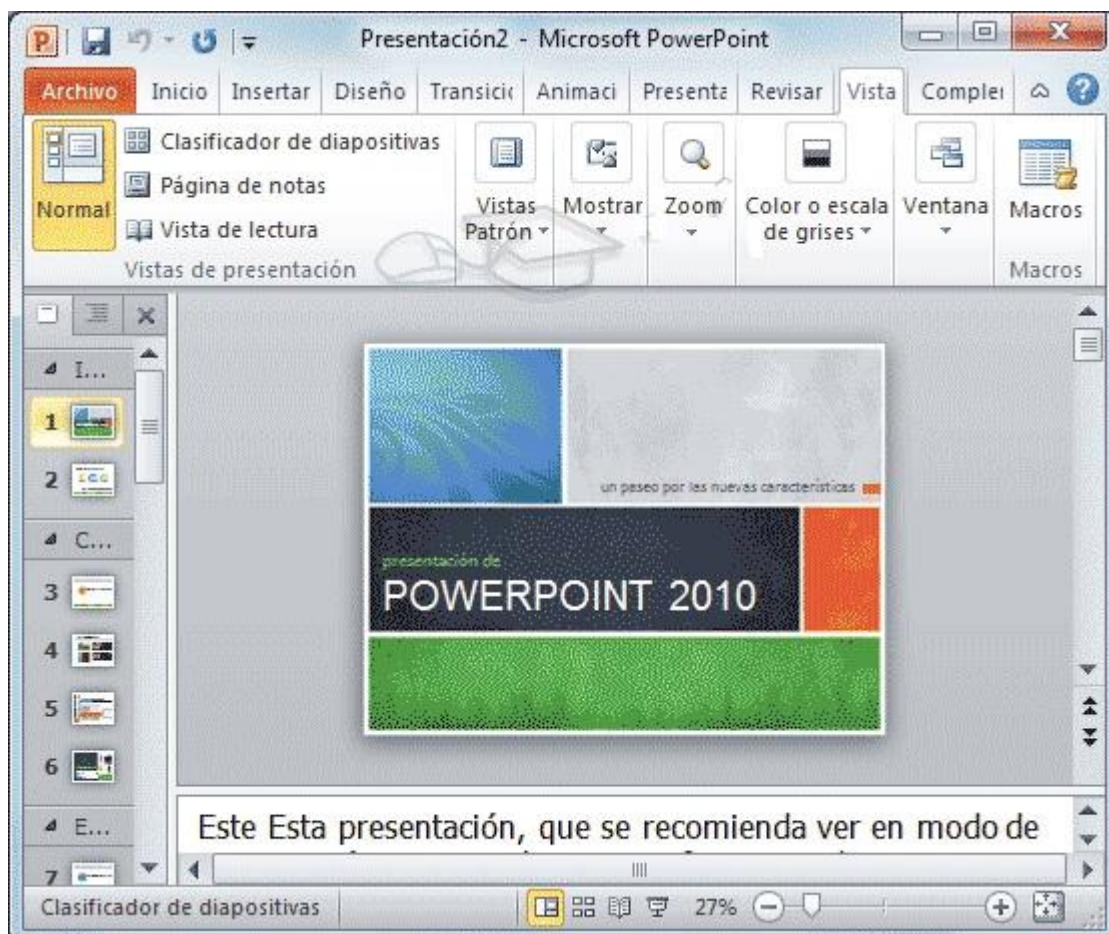 Presentación2 - Microsoft PowerPoint
Archivo Inicio Insertar Diseño Transicic Animaci Presenta Revisar Vista Complei
Normal
Clasificador de diapositivas
Página de notas
Vista de lectura
Vistas Patrón
Mostrar
Zoom
Color o escala de grises
Ventana
Macros
Vistas de presentación
Macros
I...
1
2
C...
3
4
5
6
E...
7
un paseo por las nuevas características
presentación de
POWERPOINT 2010
Este Esta presentación, que se recomienda ver en modo de
Clasificador de diapositivas
27%